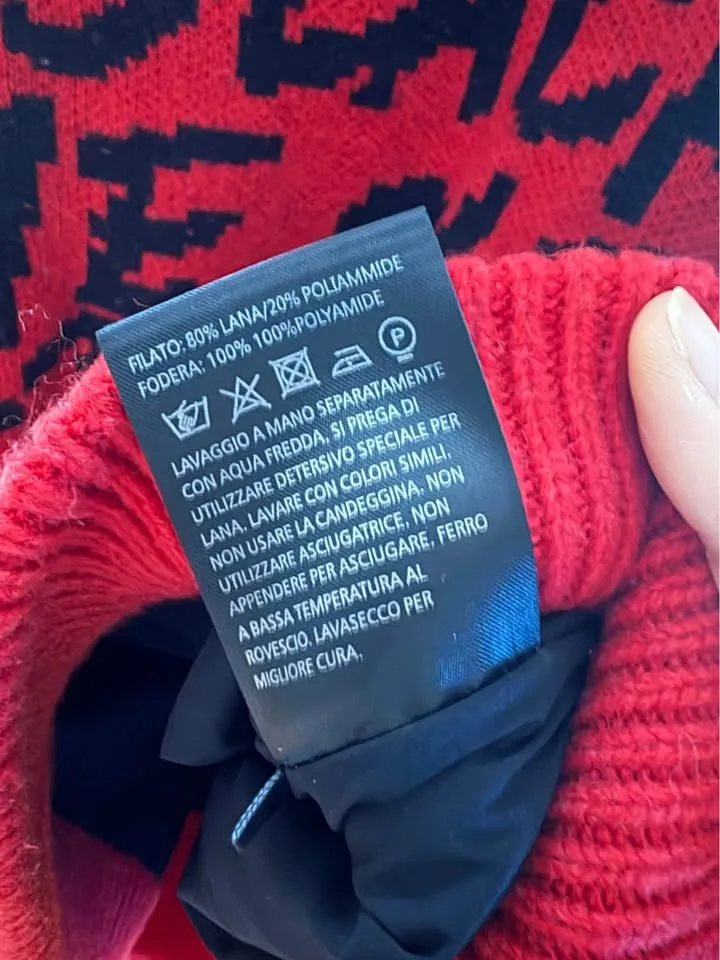 FILATO: 80% LANA/20% POLIAMMIDE
FODERA: 100% 100%POLYAMIDE
P
LAVAGGIO A MANO SEPARATAMENTE
CON AQUA FREDDA. SI PREGA DI
UTILIZZARE DETERSIVO SPECIALE PER
LANA. LAVARE CON COLORI SIMILI.
NON USARE LA CANDEGGINA. NON
UTILIZZARE ASCIUGATRICE. NON
APPENDERE PER ASCIUGARE. FERRO
A BASSA TEMPERATURA AL
ROVESCIO. LAVASECCO PER
MIGLIORE CURA.